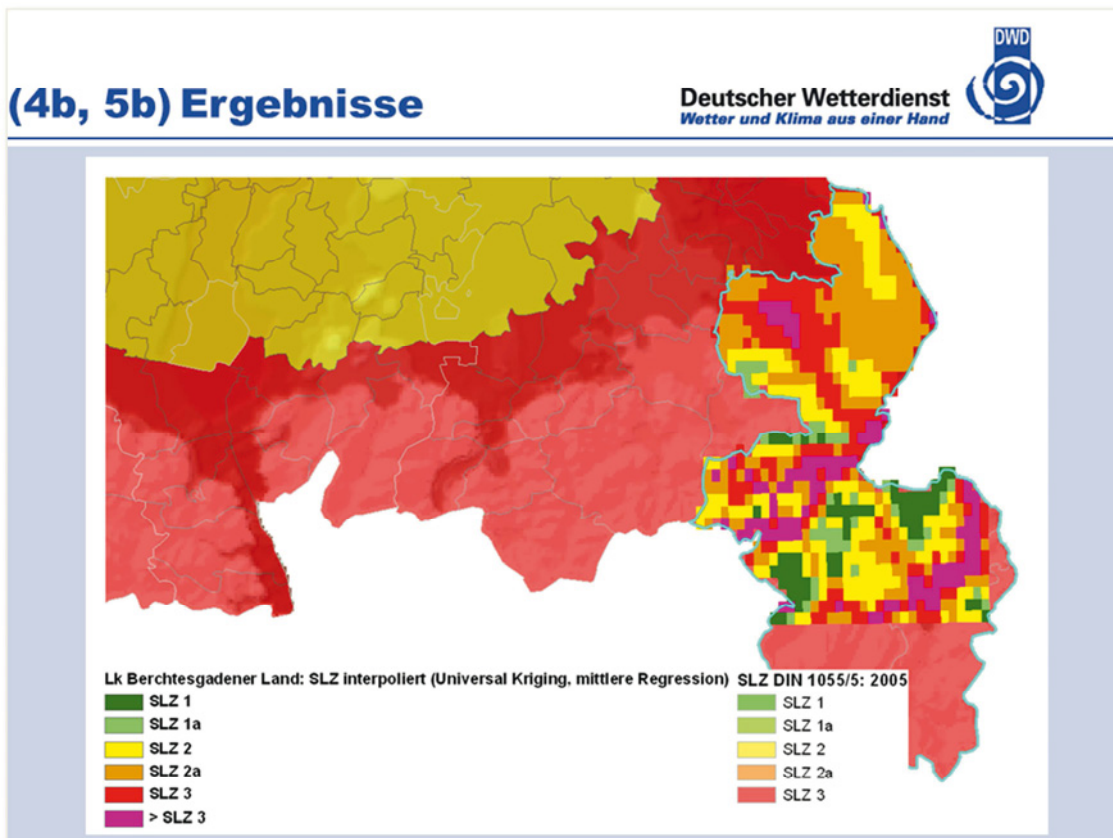 DWD
(4b, 5b) Ergebnisse
Deutscher Wetterdienst
Wetter und Klima aus einer Hand
Lk Berchtesgadener Land: SLZ interpoliert (Universal Kriging, mittlere Regression)
SLZ 1
SLZ 1a
SLZ 2
SLZ 2a
SLZ 3
> SLZ 3
SLZ DIN 1055/5: 2005
SLZ 1
SLZ 1a
SLZ 2
SLZ 2a
SLZ 3